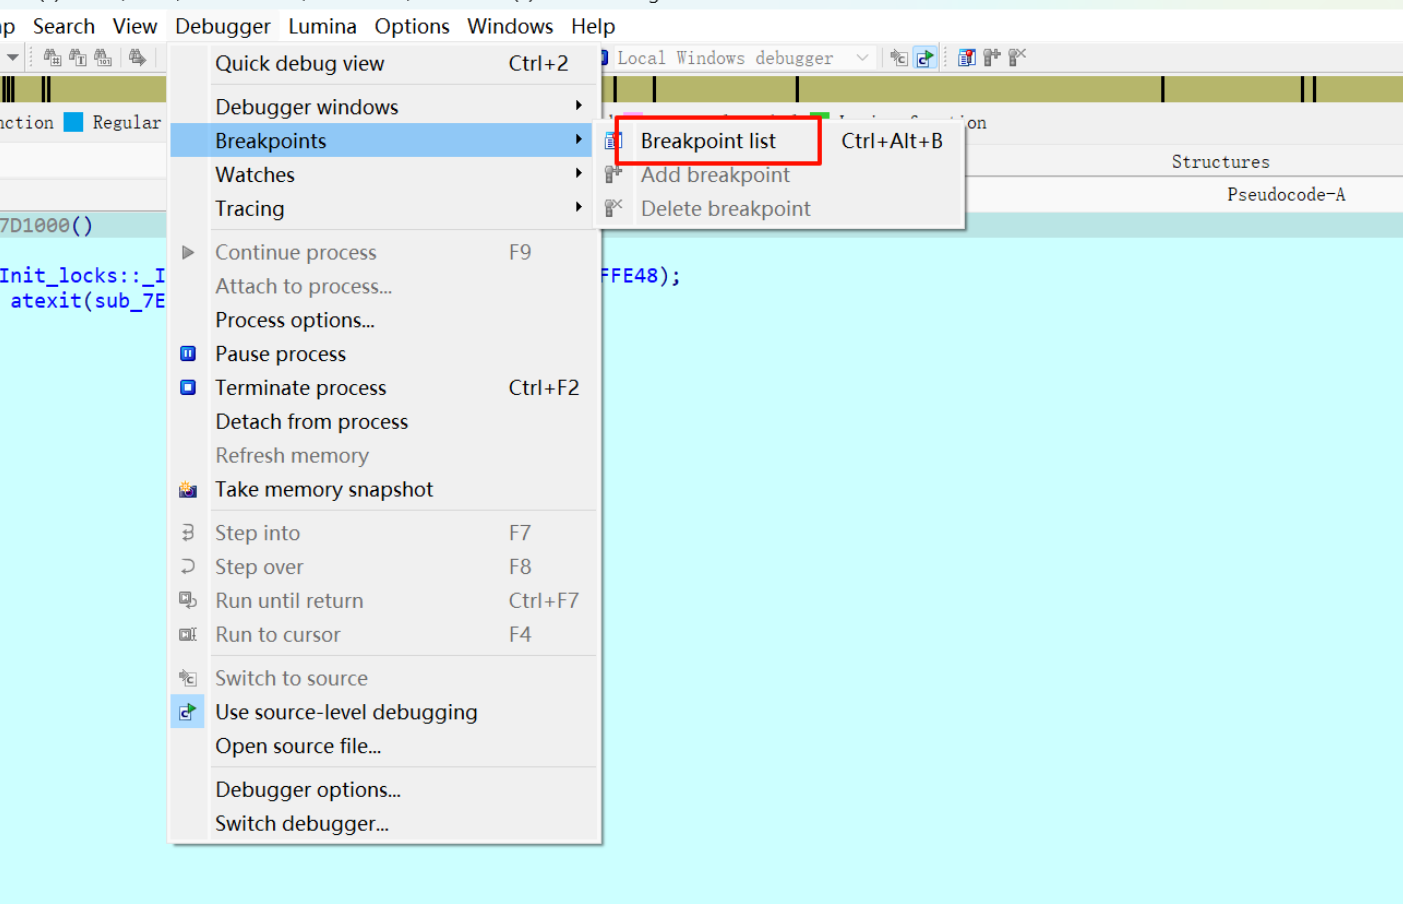 Search View Debugger Lumina Options Windows Help
Local Windows debugger
Quick debug view Ctrl+2
Debugger windows
Regular
Breakpoints
Breakpoint list Ctrl+Alt+B
Structures
Watches
Add breakpoint
Pseudocode-A
Tracing
Delete breakpoint
7D1000()
Continue process F9
Init_locks::_I
FFE48);
Attach to process...
atexit(sub_7E
Process options...
Pause process
Terminate process Ctrl+F2
Detach from process
Refresh memory
Take memory snapshot
Step into F7
Step over F8
Run until return Ctrl+F7
Run to cursor F4
Switch to source
Use source-level debugging
Open source file...
Debugger options...
Switch debugger...